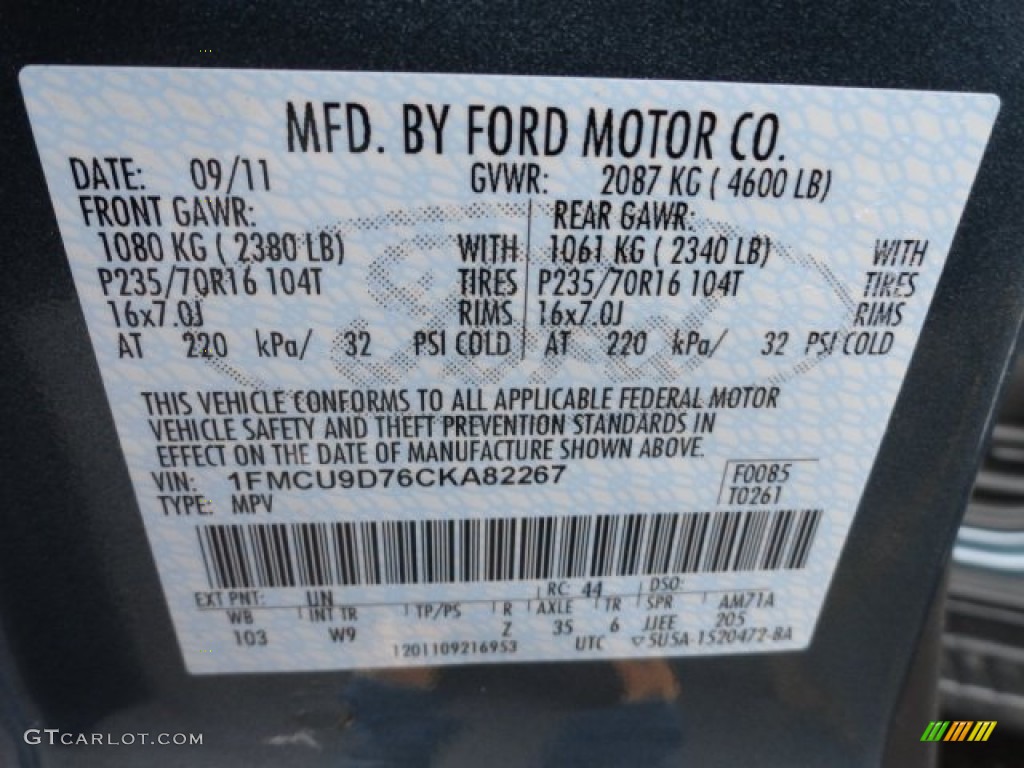 MFD. BY FORD MOTOR CO.
DATE: 09/11 GVWR: 2087 KG ( 4600 LB)
FRONT GAWR: REAR GAWR:
1080 KG ( 2380 LB) WITH 1061 KG ( 2340 LB) WITH
P235/70R16 104T TIRES P235/70R16 104T TIRES
16x7.0J RIMS 16x7.0J RIMS
AT 220 kPa/ 32 PSI COLD AT 220 kPa/ 32 PSI COLD
THIS VEHICLE CONFORMS TO ALL APPLICABLE FEDERAL MOTOR
VEHICLE SAFETY AND THEFT PREVENTION STANDARDS IN
EFFECT ON THE DATE OF MANUFACTURE SHOWN ABOVE.
VIN: 1FMCU9D76CKA82267 F0085
TYPE: MPV T0261
EXT PNT: UN RC: 44 DSO:
WB INT TR TP/PS R AXLE TR SPR AM71A
103 W9 Z 35 6 JJEE 205
1201109216953 UTC ▽5U5A-1520472-BA
GTCARLOT.COM